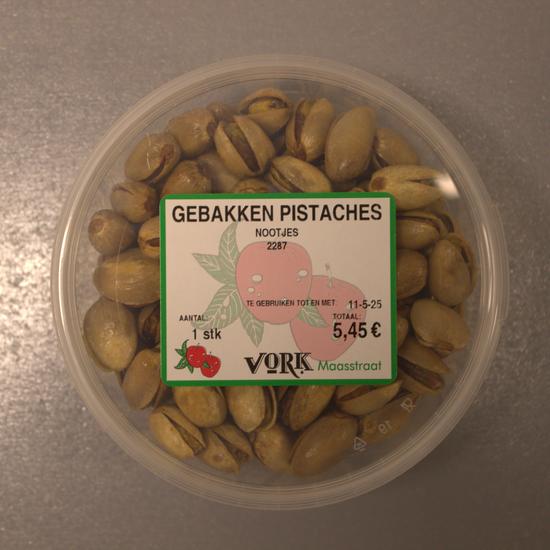 GEBAKKEN PISTACHES
NOOTJES
2287
TE GEBRUIKEN TOT EN MET: 11-5-25
AANTAL: TOTAAL:
1 stk 5,45 €
VORK Maasstraat